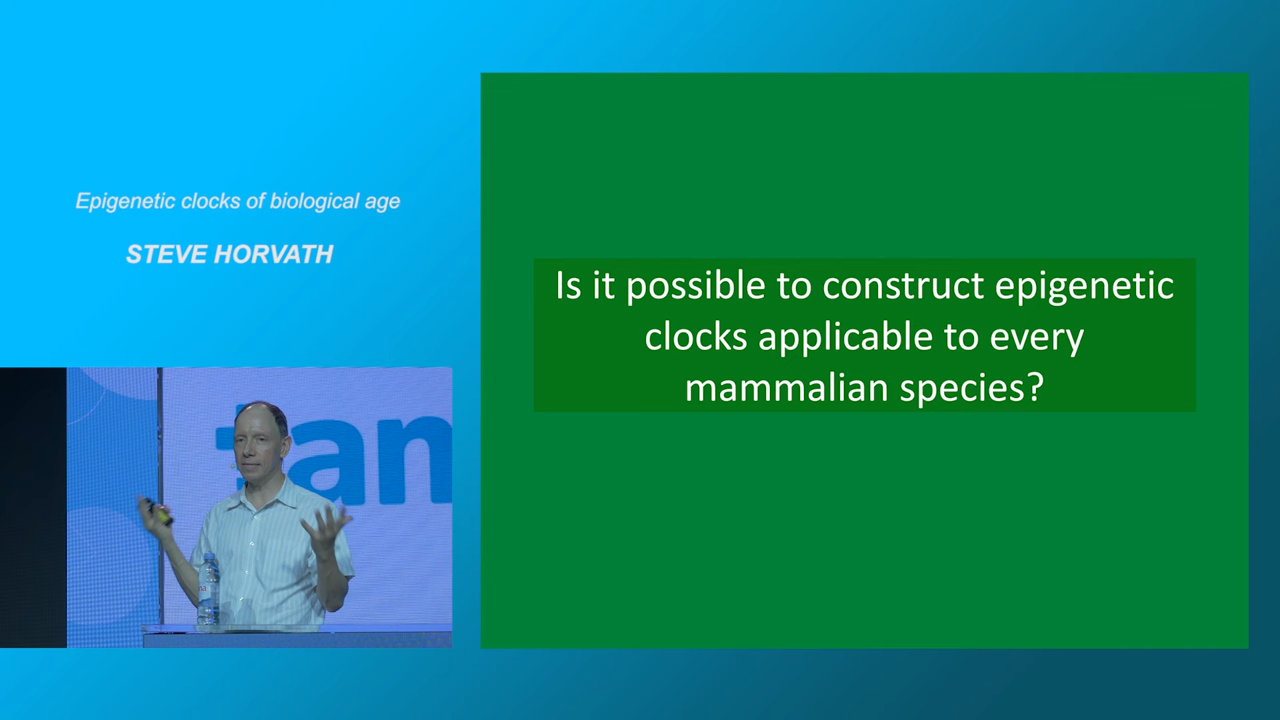 Epigenetic clocks of biological age
STEVE HORVATH
Is it possible to construct epigenetic
clocks applicable to every
mammalian species?